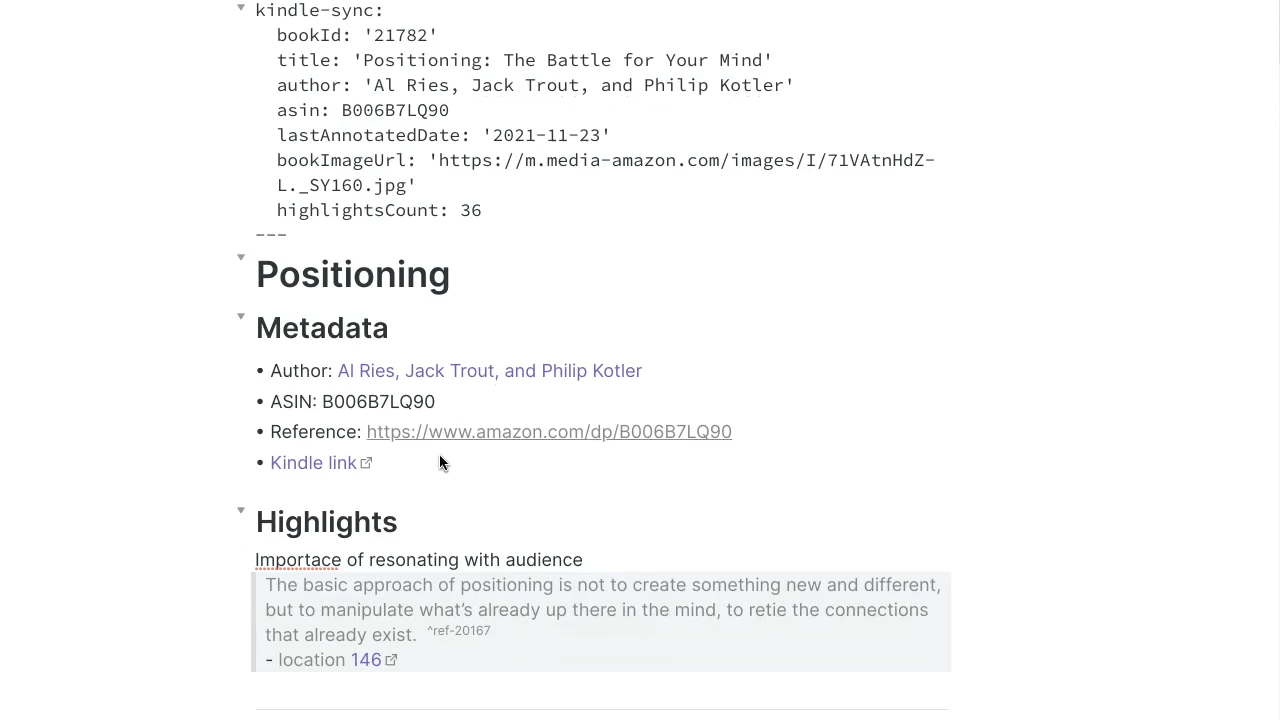 kindle-sync:
bookId: '21782'
title: 'Positioning: The Battle for Your Mind'
author: 'Al Ries, Jack Trout, and Philip Kotler'
asin: B006B7LQ90
lastAnnotatedDate: '2021-11-23'
bookImageUrl: 'https://m.media-amazon.com/images/I/71VAtnHdZ-
L._SY160.jpg'
highlightsCount: 36
---
Positioning
Metadata
• Author: Al Ries, Jack Trout, and Philip Kotler
• ASIN: B006B7LQ90
• Reference: https://www.amazon.com/dp/B006B7LQ90
• Kindle link
Highlights
Importace of resonating with audience
The basic approach of positioning is not to create something new and different,
but to manipulate what’s already up there in the mind, to retie the connections
that already exist. ^ref-20167
- location 146